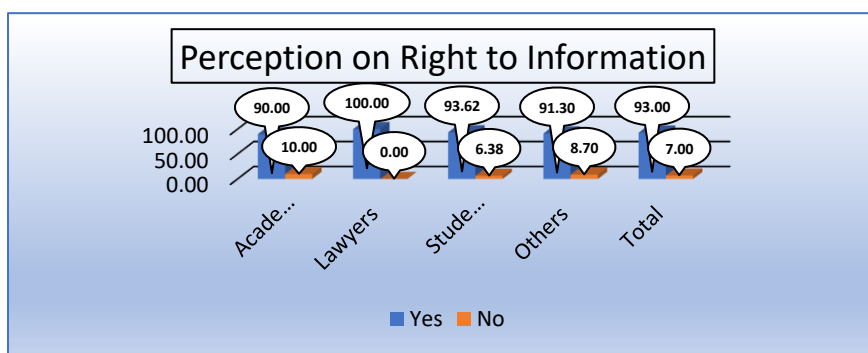 Perception on Right to Information
90.00 100.00 93.62 91.30 93.00
100.00
10.00 0.00 6.38 8.70 7.00
50.00
0.00
Acade... Lawyers Stude... Others Total
Yes No